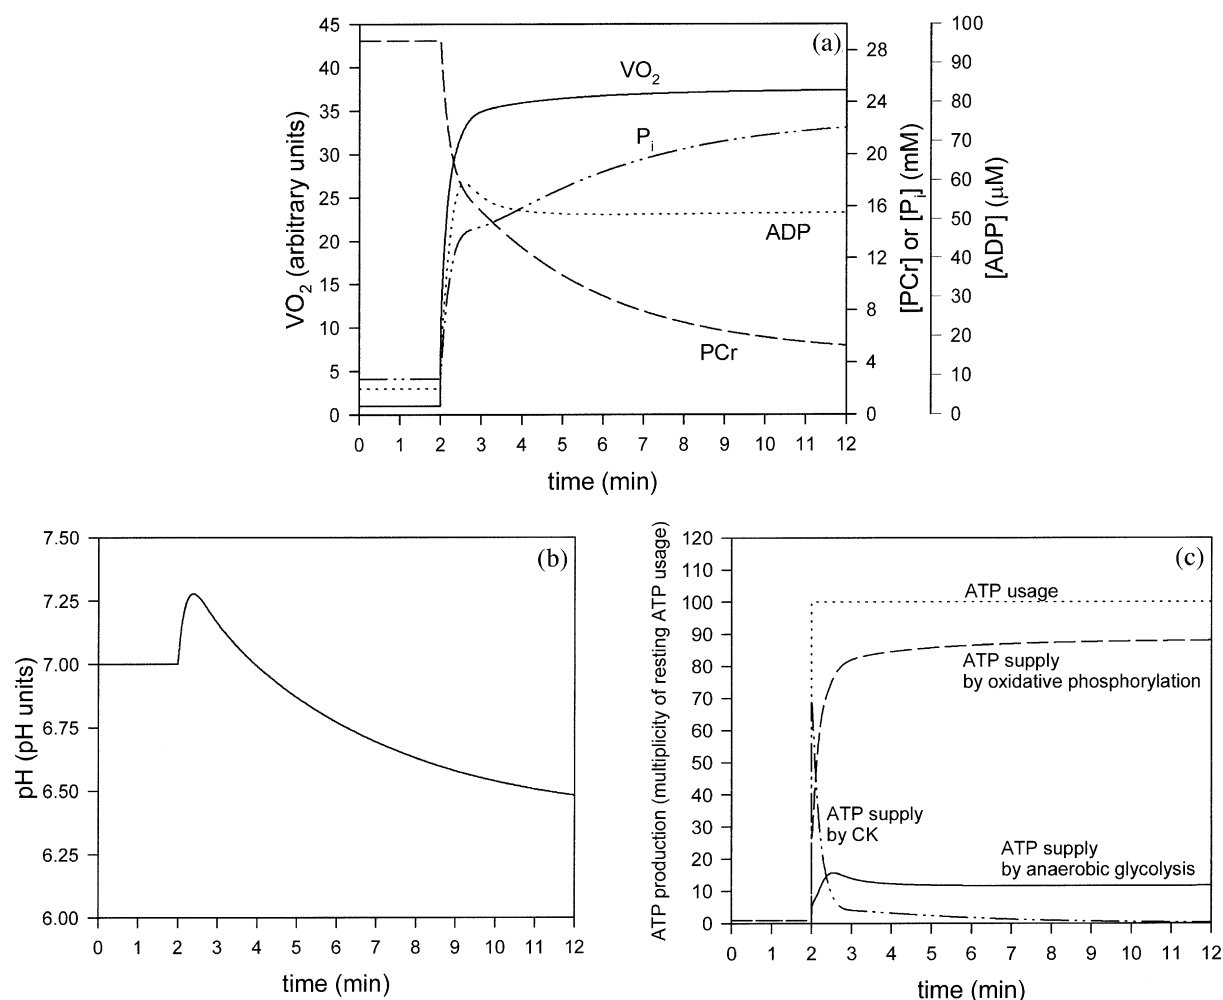 (a)
45
40
35
30
25
20
15
10
5
0
VO2 (arbitrary units)
VO2
Pi
ADP
PCr
28
24
20
16
12
8
4
0
[PCr] or [Pi] (mM)
100
90
80
70
60
50
40
30
20
10
0
[ADP] (μM)
0 1 2 3 4 5 6 7 8 9 10 11 12
time (min)
(b)
7.50
7.25
7.00
6.75
6.50
6.25
6.00
pH (pH units)
0 1 2 3 4 5 6 7 8 9 10 11 12
time (min)
(c)
120
110
100
90
80
70
60
50
40
30
20
10
0
ATP production (multiplicity of resting ATP usage)
ATP usage
ATP supply
by oxidative phosphorylation
ATP supply
by CK
ATP supply
by anaerobic glycolysis
0 1 2 3 4 5 6 7 8 9 10 11 12
time (min)